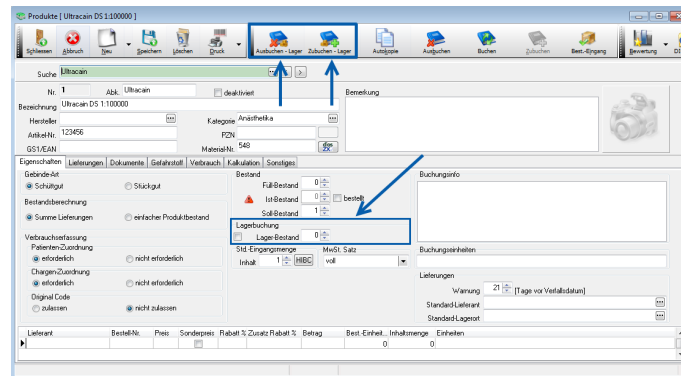 Produkte [ Ultracain DS 1:100000 ]
Schliessen Abbruch Neu Speichern Löschen Druck Ausbuchen - Lager Zubuchen - Lager Autokopie Ausbuchen Buchen Zubuchen Best.-Eingang Bewertung
Suche Ultracain
Nr. 1 Abk. Ultracain deaktiviert Bemerkung
Bezeichnung Ultracain DS 1:100000
Hersteller Kategorie Anästhetika
Artikel-Nr. 123456 PZN
GS1/EAN Material-Nr. 548
Eigenschaften Lieferungen Dokumente Gefahrstoff Verbrauch Kalkulation Sonstiges
Gebinde-Art Bestand Buchungsinfo
Schüttgut Stückgut Füll-Bestand 0
Bestandsberechnung Ist-Bestand 0 bestellt
Summe Lieferungen einfacher Produktbestand Soll-Bestand 1
Lagerbuchung
Verbrauchserfassung Lager-Bestand 0
Patienten-Zuordnung Std.-Eingangsmenge MwSt. Satz Buchungseinheiten
erforderlich nicht erforderlich Inhalt 1 HIBC voll
Chargen-Zuordnung Lieferungen
erforderlich nicht erforderlich Warnung 21 (Tage vor Verfallsdatum)
Original Code Standard-Lieferant
zulassen nicht zulassen Standard-Lagerort
Lieferant Bestell-Nr. Preis Sonderpreis Rabatt % Zusatz Rabatt % Betrag Best.-Einheit... Inhaltsmenge Einheiten
0 0